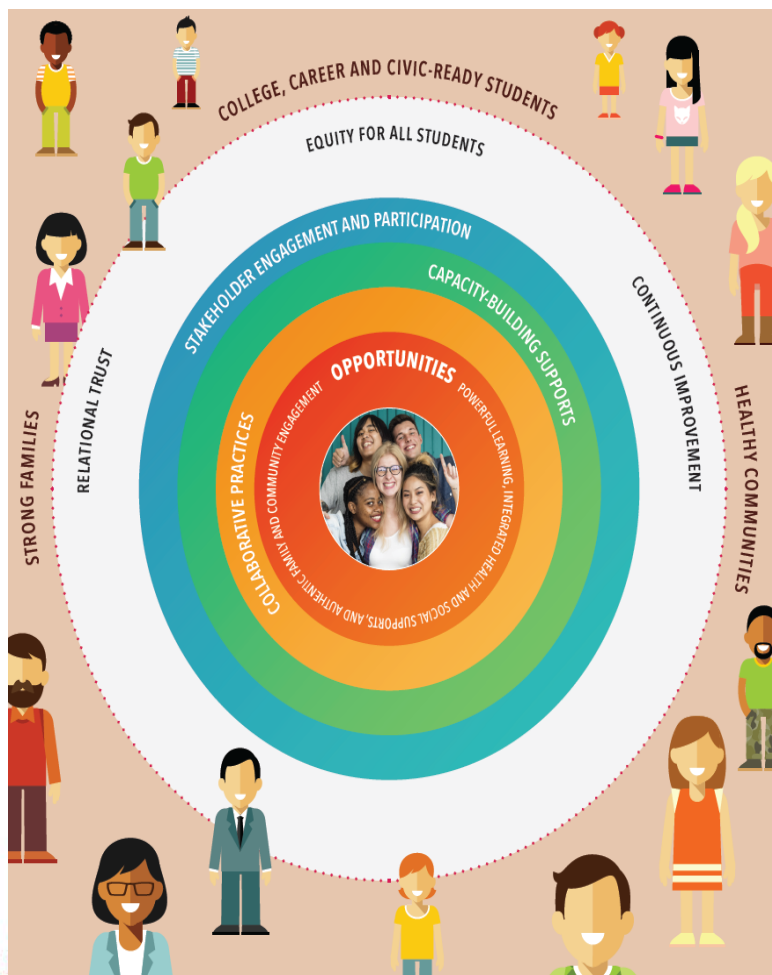 COLLEGE, CAREER AND CIVIC-READY STUDENTS
EQUITY FOR ALL STUDENTS
STAKEHOLDER ENGAGEMENT AND PARTICIPATION
CAPACITY-BUILDING SUPPORTS
CONTINUOUS IMPROVEMENT
RELATIONAL TRUST
STRONG FAMILIES
HEALTHY COMMUNITIES
COLLABORATIVE PRACTICES
OPPORTUNITIES
POWERFUL LEARNING, INTEGRATED HEALTH AND SOCIAL SUPPORTS, AND AUTHENTIC FAMILY AND COMMUNITY ENGAGEMENT